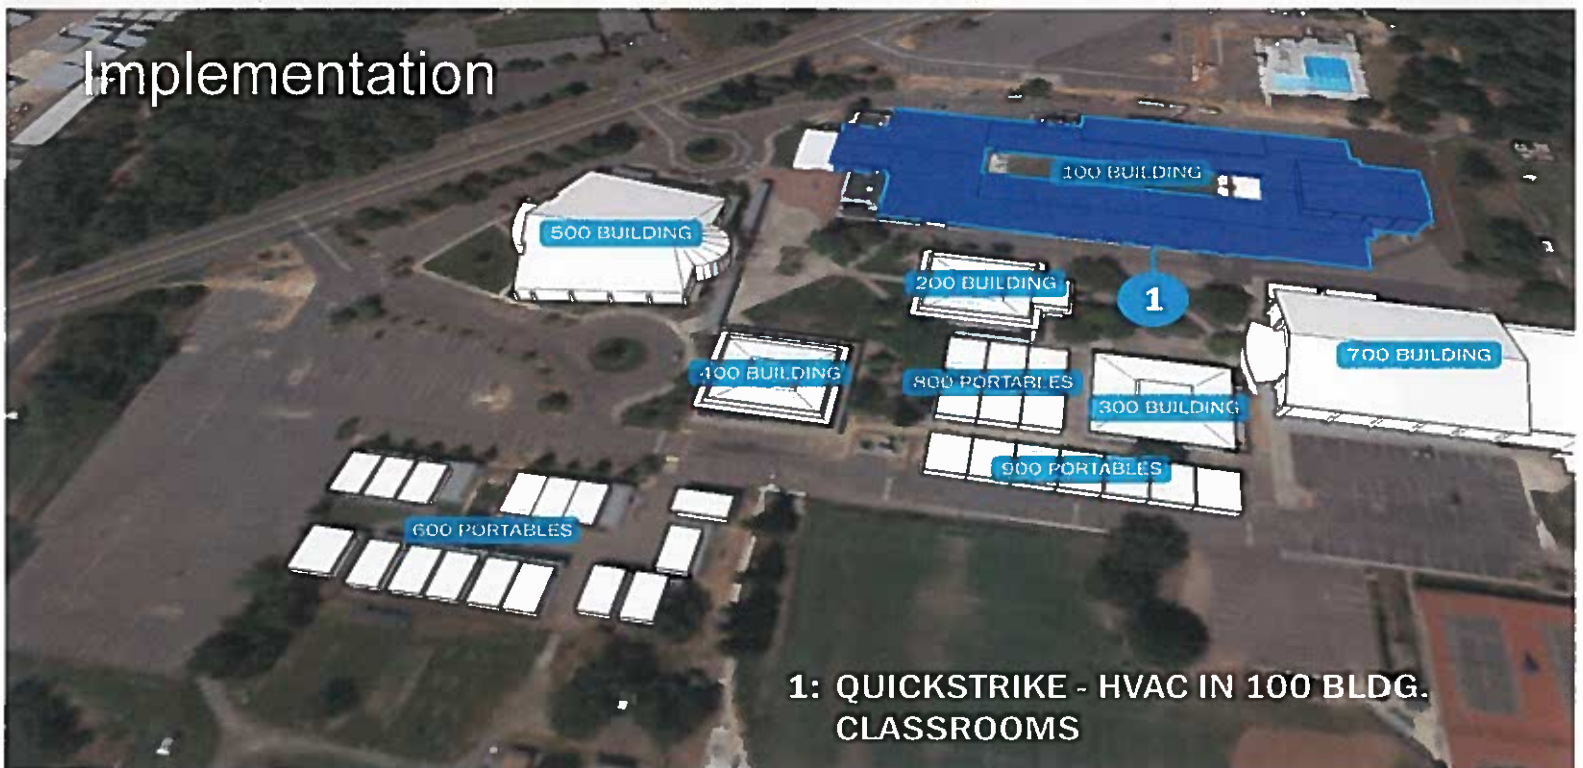 Implementation
100 BUILDING
500 BUILDING
200 BUILDING
1
700 BUILDING
400 BUILDING
800 PORTABLES
300 BUILDING
900 PORTABLES
600 PORTABLES
1: QUICKSTRIKE - HVAC IN 100 BLDG.
CLASSROOMS